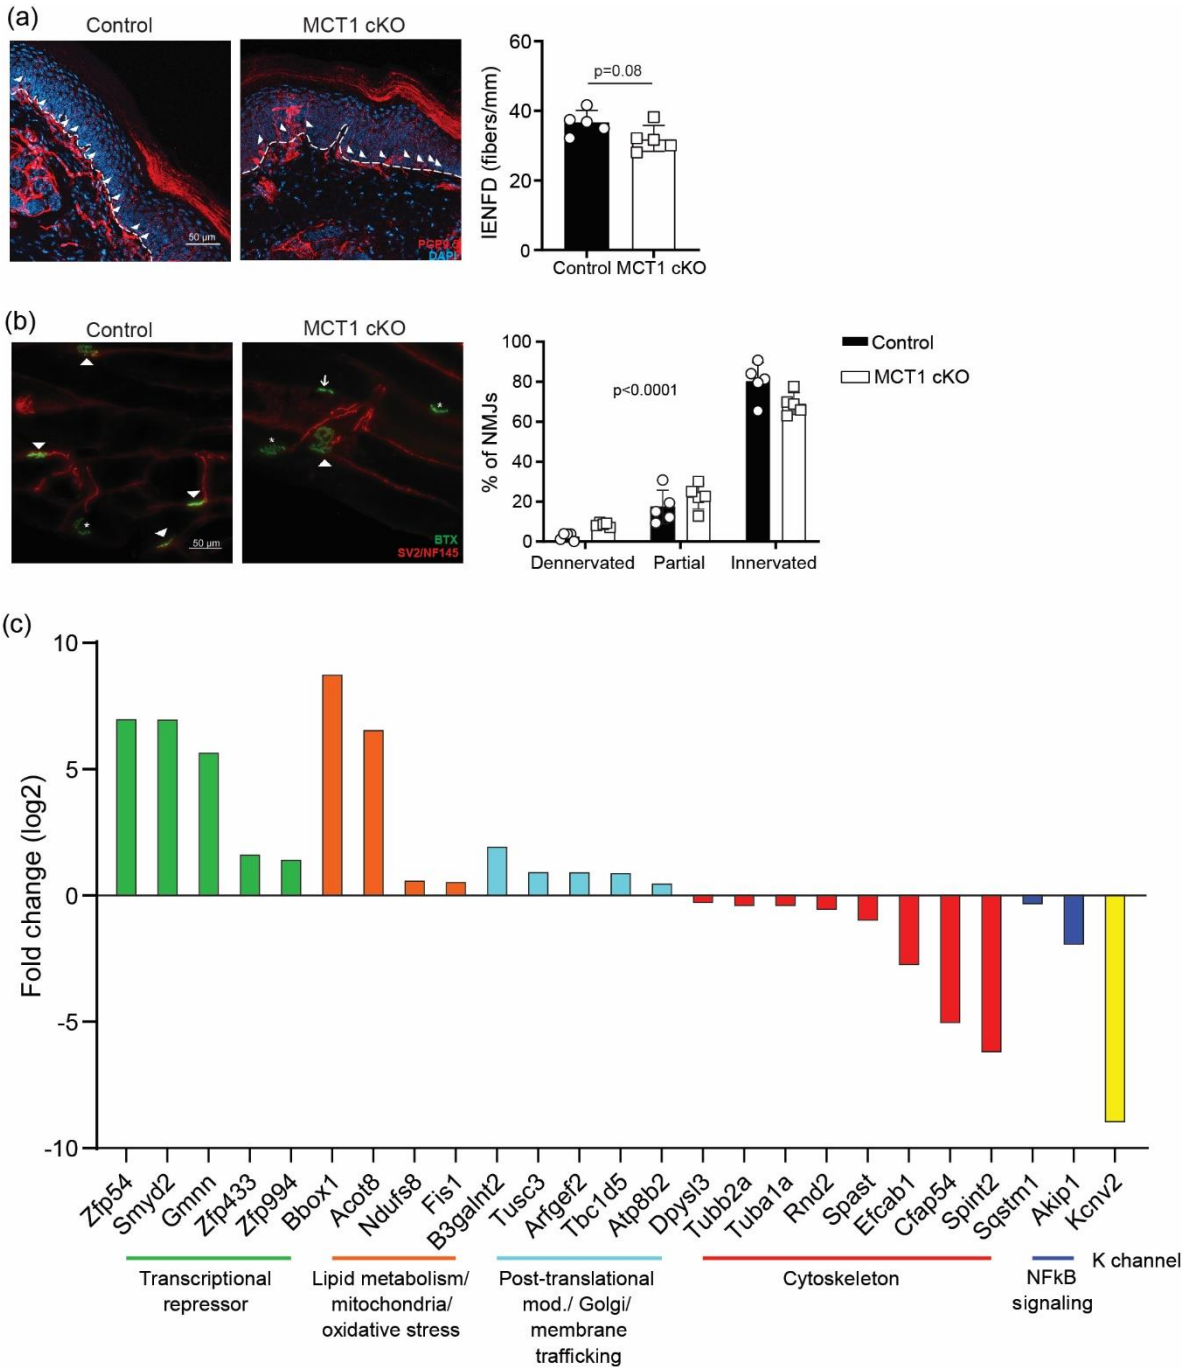 (a)
Control
MCT1 cKO
50 µm
PGP9.5
DAPI
60
40
20
0
IENFD (fibers/mm)
p=0.08
Control MCT1 cKO
(b)
Control
MCT1 cKO
*
50 µm
*
*
BTX
SV2/NF145
100
80
60
40
20
0
% of NMJs
p<0.0001
Dennervated Partial Innervated
Control
MCT1 cKO
(c)
10
5
0
-5
-10
Fold change (log2)
Zfp54
Smyd2
Gmnn
Zfp433
Zfp994
Bbox1
Acot8
Ndufs8
Fis1
B3galnt2
Tusc3
Arfgef2
Tbc1d5
Atp8b2
Dpysl3
Tubb2a
Tuba1a
Rnd2
Spast
Efcab1
Cfap54
Spint2
Sqstm1
Akip1
Kcnv2
Transcriptional
repressor
Lipid metabolism/
mitochondria/
oxidative stress
Post-translational
mod./ Golgi/
membrane
trafficking
Cytoskeleton
NFkB
signaling
K channel